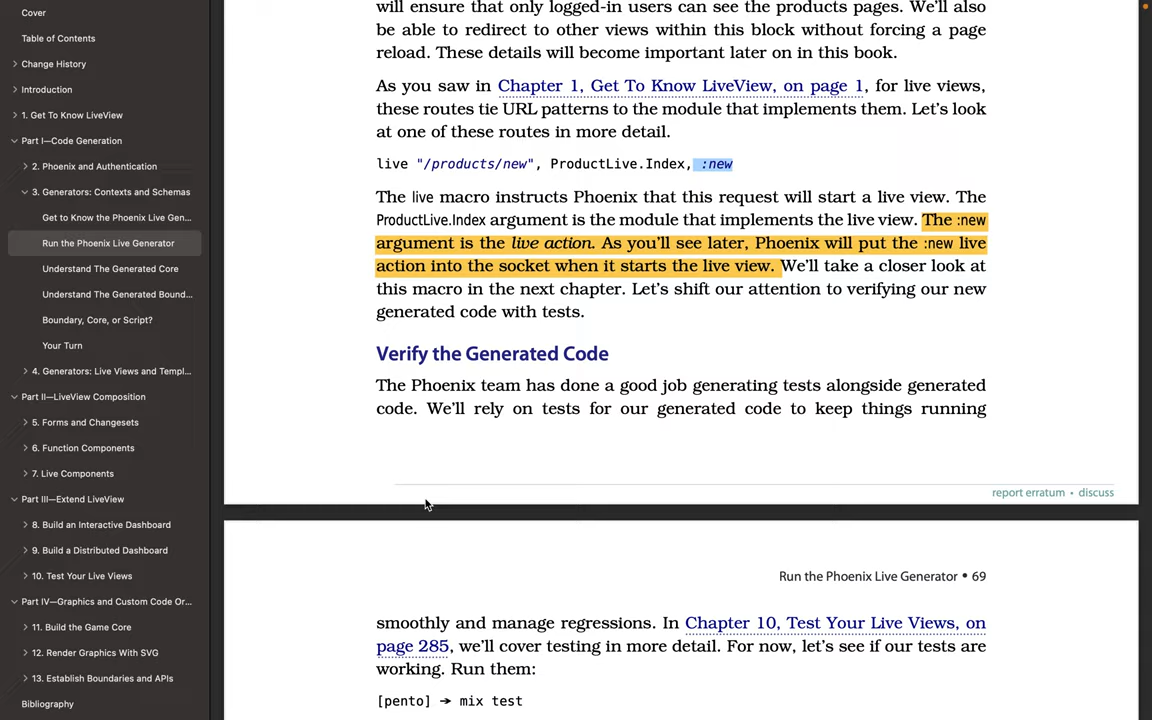 Cover
Table of Contents
Change History
Introduction
1. Get To Know LiveView
Part I—Code Generation
2. Phoenix and Authentication
3. Generators: Contexts and Schemas
Get to Know the Phoenix Live Gen...
Run the Phoenix Live Generator
Understand The Generated Core
Understand The Generated Bound...
Boundary, Core, or Script?
Your Turn
4. Generators: Live Views and Templ...
Part II—LiveView Composition
5. Forms and Changesets
6. Function Components
7. Live Components
Part III—Extend LiveView
8. Build an Interactive Dashboard
9. Build a Distributed Dashboard
10. Test Your Live Views
Part IV—Graphics and Custom Code Or...
11. Build the Game Core
12. Render Graphics With SVG
13. Establish Boundaries and APIs
Bibliography
will ensure that only logged-in users can see the products pages. We'll also
be able to redirect to other views within this block without forcing a page
reload. These details will become important later on in this book.
As you saw in Chapter 1, Get To Know LiveView, on page 1, for live views,
these routes tie URL patterns to the module that implements them. Let's look
at one of these routes in more detail.
live "/products/new", ProductLive.Index, :new
The live macro instructs Phoenix that this request will start a live view. The
ProductLive.Index argument is the module that implements the live view. The :new
argument is the live action. As you'll see later, Phoenix will put the :new live
action into the socket when it starts the live view. We'll take a closer look at
this macro in the next chapter. Let's shift our attention to verifying our new
generated code with tests.
Verify the Generated Code
The Phoenix team has done a good job generating tests alongside generated
code. We'll rely on tests for our generated code to keep things running
report erratum • discuss
Run the Phoenix Live Generator • 69
smoothly and manage regressions. In Chapter 10, Test Your Live Views, on
page 285, we'll cover testing in more detail. For now, let's see if our tests are
working. Run them:
[pento] ➔ mix test